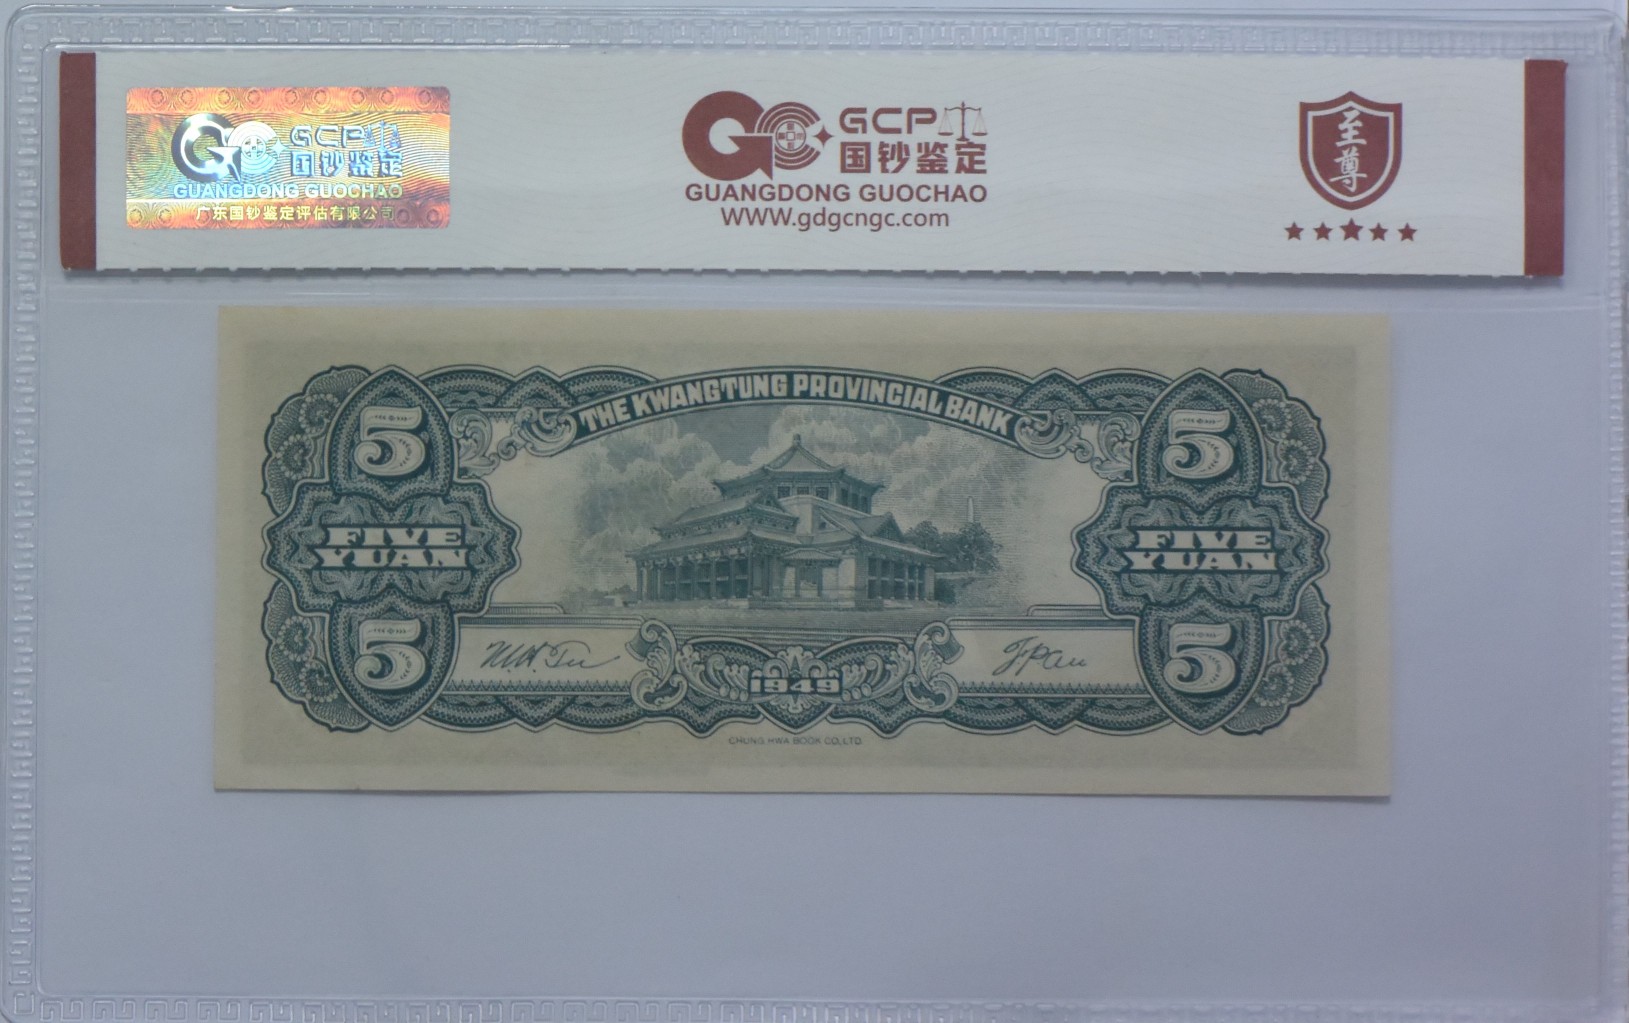 GCP
国钞鉴定
GUANGDONG GUOCHAO
广东国钞鉴定评估有限公司
GCP
国钞鉴定
GUANGDONG GUOCHAO
WWW.gdgcngc.com
至尊
THE KWANGTUNG PROVINCIAL BANK
5
5
FIVE
YUAN
FIVE
YUAN
5
5
1949
CHUNG HWA BOOK CO., LTD.